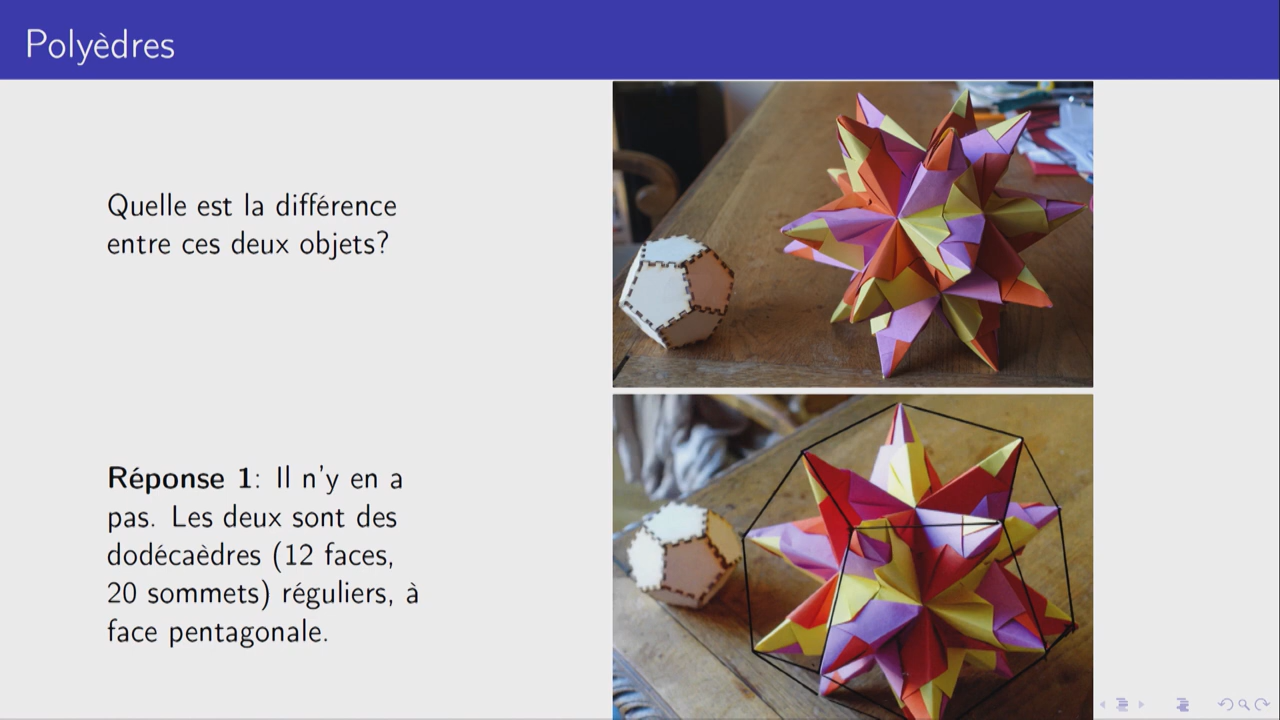 Polyèdres
Quelle est la différence
entre ces deux objets?
Réponse 1: Il n'y en a
pas. Les deux sont des
dodécaèdres (12 faces,
20 sommets) réguliers, à
face pentagonale.